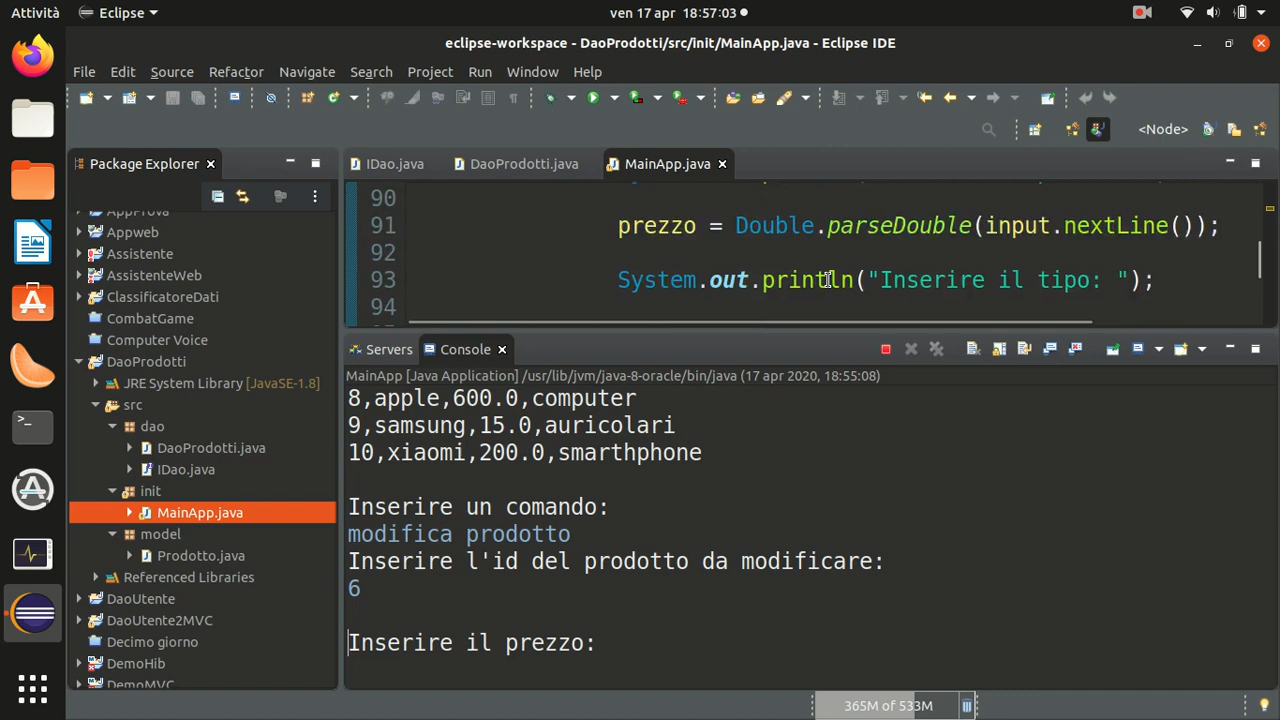 Attività
Eclipse
ven 17 apr 18:57:03
eclipse-workspace - DaoProdotti/src/init/MainApp.java - Eclipse IDE
File Edit Source Refactor Navigate Search Project Run Window Help
<Node>
Package Explorer
IDao.java
DaoProdotti.java
MainApp.java
AppProva
Appweb
Assistente
AssistenteWeb
ClassificatoreDati
CombatGame
Computer Voice
DaoProdotti
JRE System Library [JavaSE-1.8]
src
dao
DaoProdotti.java
IDao.java
init
MainApp.java
model
Prodotto.java
Referenced Libraries
DaoUtente
DaoUtente2MVC
Decimo giorno
DemoHib
DemoMVC
90
91 prezzo = Double.parseDouble(input.nextLine());
92
93 System.out.println("Inserire il tipo: ");
94
Servers
Console
MainApp [Java Application] /usr/lib/jvm/java-8-oracle/bin/java (17 apr 2020, 18:55:08)
8,apple,600.0,computer
9,samsung,15.0,auricolari
10,xiaomi,200.0,smarthphone
Inserire un comando:
modifica prodotto
Inserire l'id del prodotto da modificare:
6
Inserire il prezzo:
365M of 533M